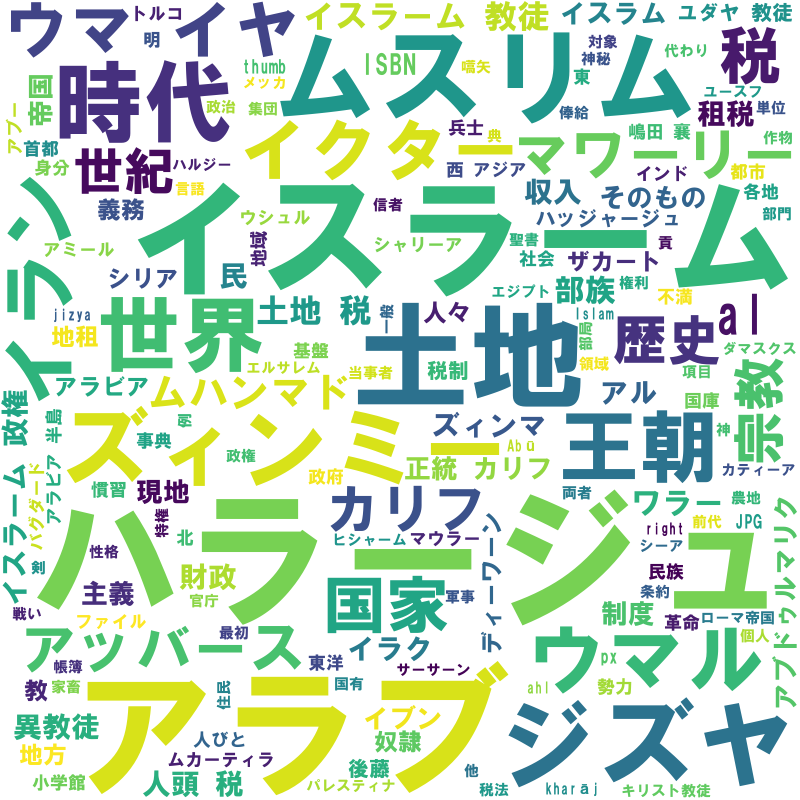 ウマイヤ
トルコ
明
イスラーム 教徒
イスラム
ユダヤ 教徒
帝国
時代
政治
メッカ
thumb
集団
ISBN
嚆矢
ムスリム
対象
神秘
東
代わり
税
ユースフ
俸給
租税
単位
アブー
首都
身分
世紀
ハルジー
言語
イクター
兵士
典
西 アジア
マワーリー
嶋田 襄
作物
インド
都市
義務
ウシュル
信者
収入
そのもの
各地
部門
ハッジャージュ
イラン
アミール
地域
シャリーア
イスラーム
聖書
社会
ザカート
貢
シリア
民
エジプト
部族
権利
不満
jizya
地租
世界
土地 税
一般
人々
Islam
部局
al
歴史
領域
ダマスクス
基盤
エルサレム
当事者
税制
土地
項目
アラビア
ムハンマド
アル
国庫
宗教
政権
半島
ズィンミー
ズィンマ
神
事典
例
Abū
王朝
カティーア
イスラーム
バグダード
アラビア
慣習
政権
政府
正統 カリフ
両者
現地
特権
カリフ
ワラー
農地
right
前代
JPG
ハラージュ
ヒシャーム
マウラー
ディーワーン
シーア
アブドゥルマリク
剣
性格
北
財政
民族
戦い
主義
官庁
国家
軍事
条約
制度
革命
ローマ帝国
ファイル
最初
個人
アッバース
イラク
ウマル
帳簿
東洋
サーサーン
px
教
家畜
住民
アラブ
国有
ahl
勢力
異教徒
イブン
ジズヤ
地方
人びと
奴隷
ムカーティラ
後藤
小学館
人頭 税
パレスティナ
他
税法
kharāj
キリスト教徒